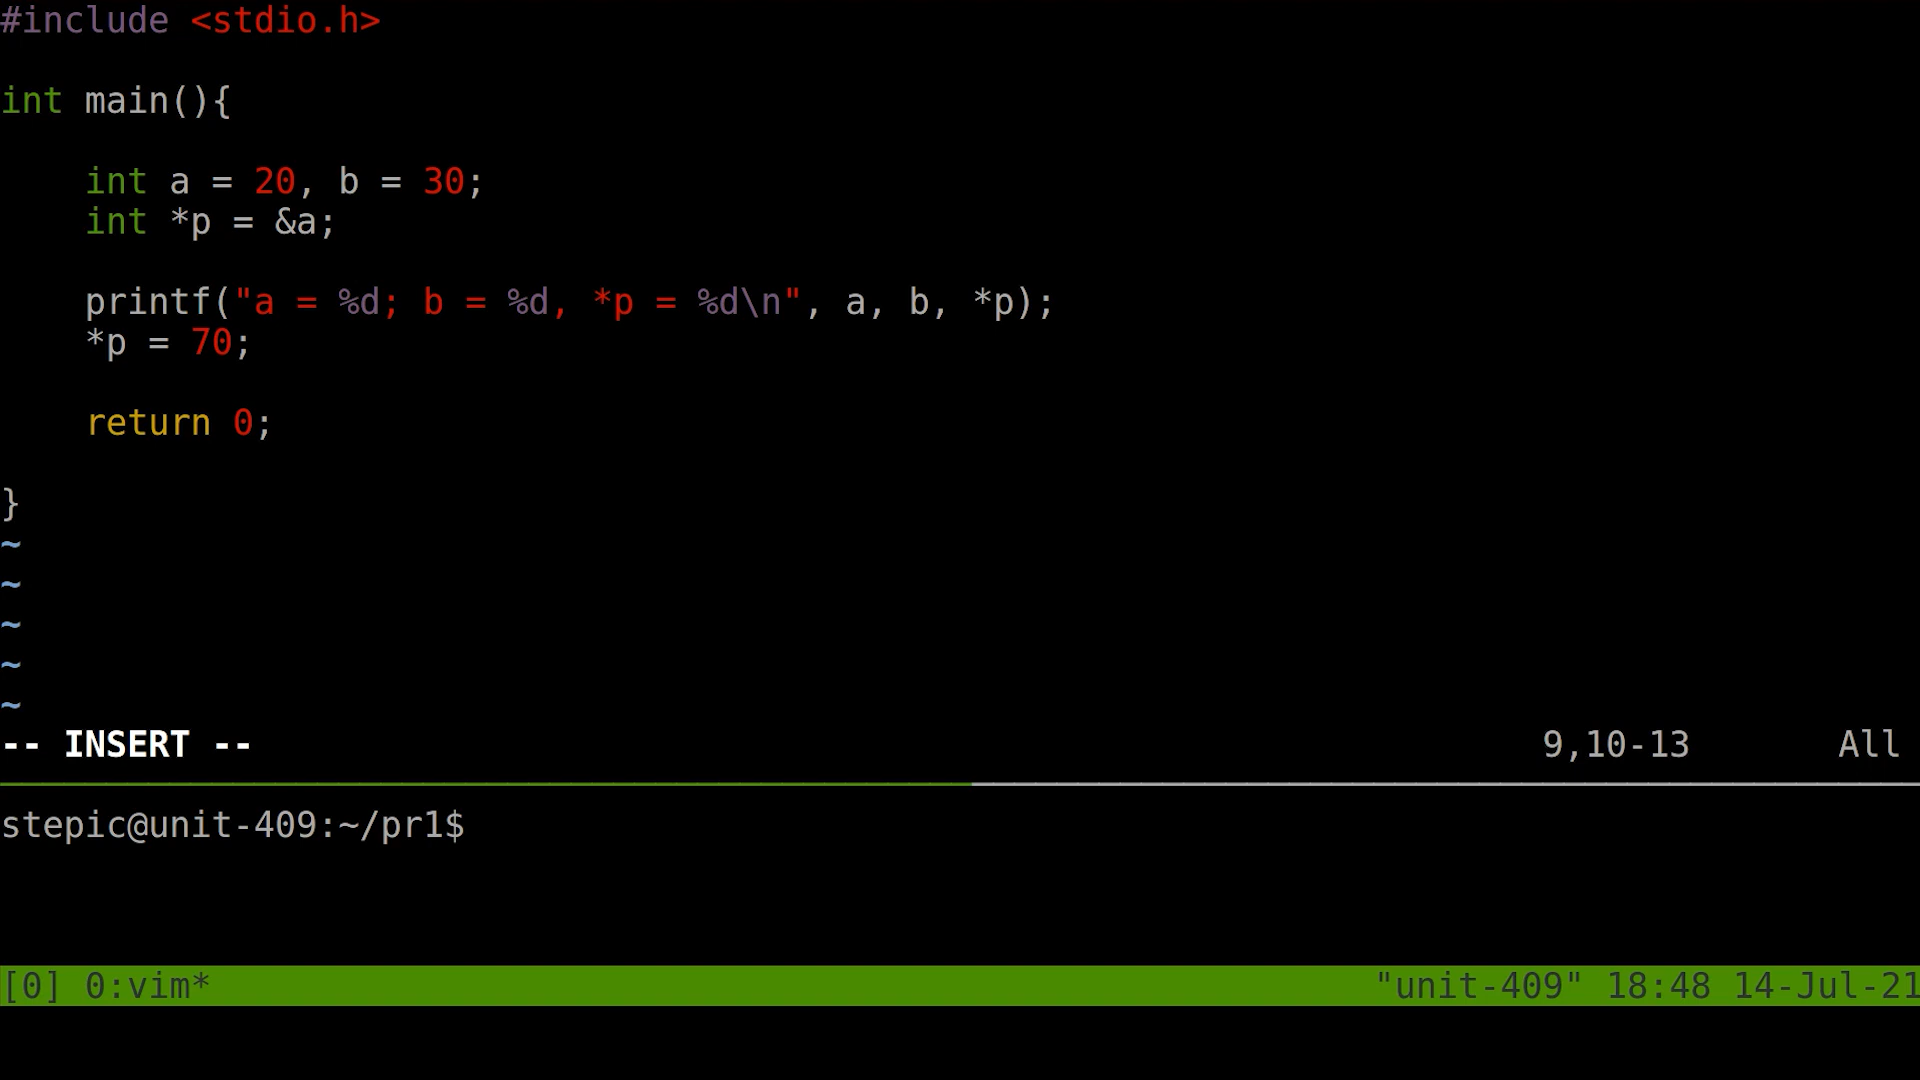 #include <stdio.h>
int main(){
int a = 20, b = 30;
int *p = &a;
printf("a = %d; b = %d, *p = %d\n", a, b, *p);
*p = 70;
return 0;
}
~
~
~
~
~
-- INSERT -- 9,10-13 All
stepic@unit-409:~/pr1$
[0] 0:vim* "unit-409" 18:48 14-Jul-21